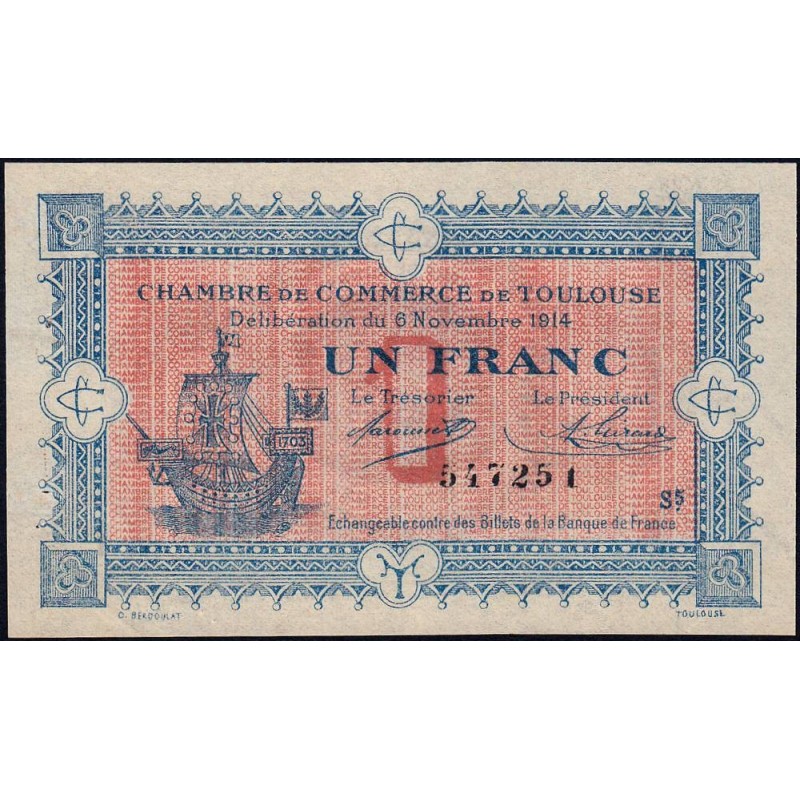 CHAMBRE DE COMMERCE DE TOULOUSE
Délibération du 6 Novembre 1914
UN FRANC
Le Trésorier Le Président
1
1703
547251
S5
Echangeable contre des Billets de la Banque de France
TOULOUSE